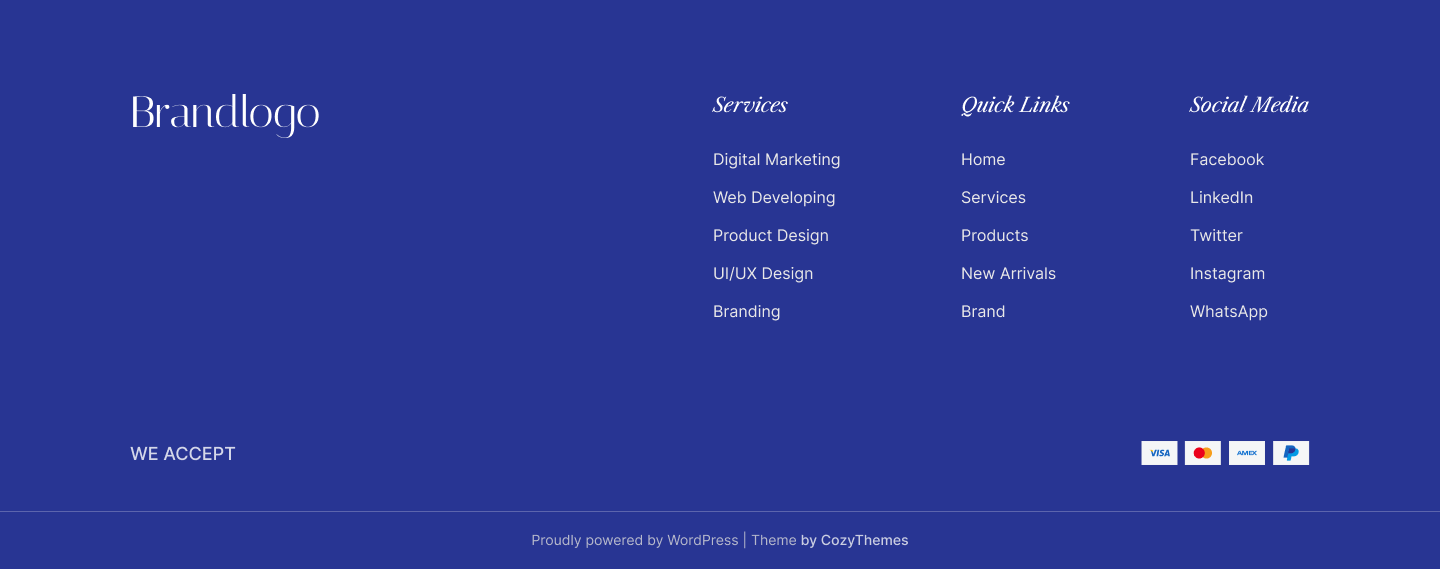 Brandlogo
Services
Digital Marketing
Web Developing
Product Design
UI/UX Design
Branding
Quick Links
Home
Services
Products
New Arrivals
Brand
Social Media
Facebook
LinkedIn
Twitter
Instagram
WhatsApp
WE ACCEPT
VISA
AMEX
Proudly powered by WordPress | Theme by CozyThemes